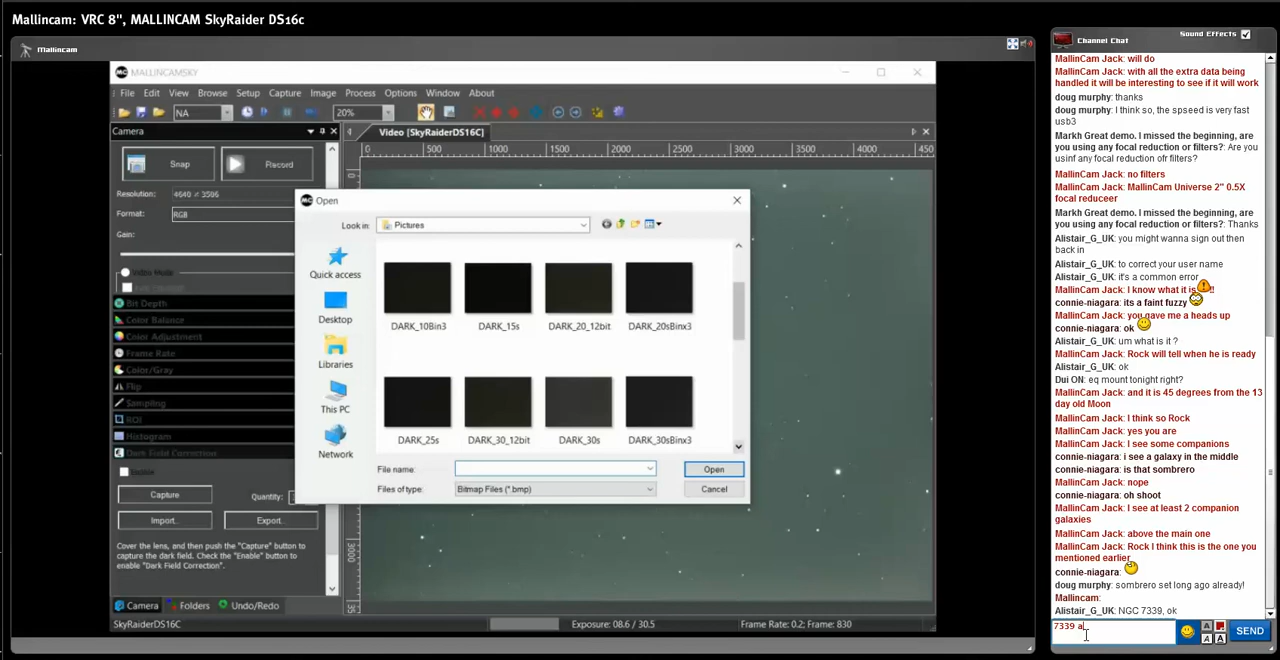 Mallincam: VRC 8", MALLINCAM SkyRaider DS16c
Mallincam
MALLINCAMSKY
File Edit View Browse Setup Capture Image Process Options Window About
NA
20%
Camera
Video [SkyRaiderDS16C]
0 500 1000 1500 2000 2500 3000 450
Snap
Record
Resolution: 4640 x 3506
Format: RGB
Gain:
Video Mode
Bit Depth
Color Balance
Color Adjustment
Frame Rate
Color/Gray
Flip
Sampling
ROI
Histogram
Dark Field Correction
Enable
Capture
Quantity:
Import..
Export...
Cover the lens, and then push the "Capture" button to
capture the dark field. Check the "Enable" button to
enable "Dark Field Correction".
Camera Folders Undo/Redo
SkyRaiderDS16C
Exposure: 08.6 / 30.5
Frame Rate: 0.2; Frame: 830
Open
Look in:
Pictures
Quick access
Desktop
Libraries
This PC
Network
DARK_10Bin3 DARK_15s DARK_20_12bit DARK_20sBinx3
DARK_25s DARK_30_12bit DARK_30s DARK_30sBinx3
File name:
Open
Files of type:
Bitmap Files (*.bmp)
Cancel
Channel Chat
Sound Effects
MallinCam Jack: will do
MallinCam Jack: with all the extra data being
handled it will be interesting to see if it will work
doug murphy: thanks
doug murphy: I think so, the spseed is very fast
usb3
Markh Great demo. I missed the beginning, are
you using any focal reduction or filters?: Are you
usinf any focal reduction ofr filters?
MallinCam Jack: no filters
MallinCam Jack: MallinCam Universe 2" 0.5X
focal reduceer
Markh Great demo. I missed the beginning, are
you using any focal reduction or filters?: Thanks
Alistair_G_UK: you might wanna sign out then
back in
Alistair_G_UK: to correct your user name
Alistair_G_UK: it's a common error
MallinCam Jack: I know what it is !!
connie-niagara: its a faint fuzzy
MallinCam Jack: you gave me a heads up
connie-niagara: ok
Alistair_G_UK: um what is it ?
MallinCam Jack: Rock will tell when he is ready
Alistair_G_UK: ok
Dui ON: eq mount tonight right?
MallinCam Jack: and it is 45 degrees from the 13
day old Moon
MallinCam Jack: I think so Rock
MallinCam Jack: yes you are
MallinCam Jack: I see some companions
connie-niagara: i see a galaxy in the middle
connie-niagara: is that sombrero
MallinCam Jack: nope
connie-niagara: oh shoot
MallinCam Jack: I see at least 2 companion
galaxies
MallinCam Jack: above the main one
MallinCam Jack: Rock I think this is the one you
mentioned earlier
connie-niagara:
doug murphy: sombrero set long ago already!
Mallincam:
Alistair_G_UK: NGC 7339, ok
7339 a
SEND